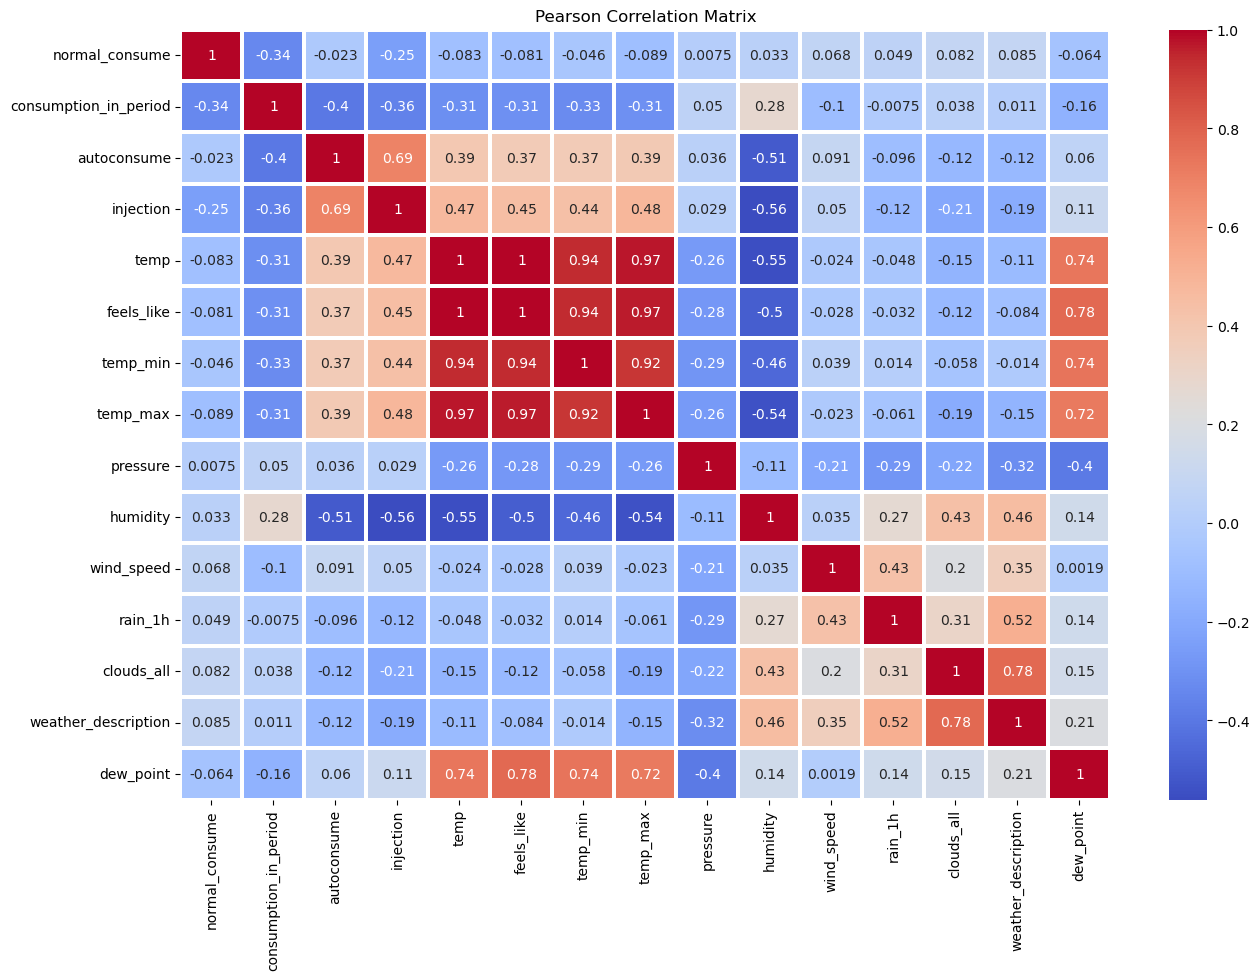 Pearson Correlation Matrix
normal_consume 1 -0.34 -0.023 -0.25 -0.083 -0.081 -0.046 -0.089 0.0075 0.033 0.068 0.049 0.082 0.085 -0.064
consumption_in_period -0.34 1 -0.4 -0.36 -0.31 -0.31 -0.33 -0.31 0.05 0.28 -0.1 -0.0075 0.038 0.011 -0.16
autoconsume -0.023 -0.4 1 0.69 0.39 0.37 0.37 0.39 0.036 -0.51 0.091 -0.096 -0.12 -0.12 0.06
injection -0.25 -0.36 0.69 1 0.47 0.45 0.44 0.48 0.029 -0.56 0.05 -0.12 -0.21 -0.19 0.11
temp -0.083 -0.31 0.39 0.47 1 1 0.94 0.97 -0.26 -0.55 -0.024 -0.048 -0.15 -0.11 0.74
feels_like -0.081 -0.31 0.37 0.45 1 1 0.94 0.97 -0.28 -0.5 -0.028 -0.032 -0.12 -0.084 0.78
temp_min -0.046 -0.33 0.37 0.44 0.94 0.94 1 0.92 -0.29 -0.46 0.039 0.014 -0.058 -0.014 0.74
temp_max -0.089 -0.31 0.39 0.48 0.97 0.97 0.92 1 -0.26 -0.54 -0.023 -0.061 -0.19 -0.15 0.72
pressure 0.0075 0.05 0.036 0.029 -0.26 -0.28 -0.29 -0.26 1 -0.11 -0.21 -0.29 -0.22 -0.32 -0.4
humidity 0.033 0.28 -0.51 -0.56 -0.55 -0.5 -0.46 -0.54 -0.11 1 0.035 0.27 0.43 0.46 0.14
wind_speed 0.068 -0.1 0.091 0.05 -0.024 -0.028 0.039 -0.023 -0.21 0.035 1 0.43 0.2 0.35 0.0019
rain_1h 0.049 -0.0075 -0.096 -0.12 -0.048 -0.032 0.014 -0.061 -0.29 0.27 0.43 1 0.31 0.52 0.14
clouds_all 0.082 0.038 -0.12 -0.21 -0.15 -0.12 -0.058 -0.19 -0.22 0.43 0.2 0.31 1 0.78 0.15
weather_description 0.085 0.011 -0.12 -0.19 -0.11 -0.084 -0.014 -0.15 -0.32 0.46 0.35 0.52 0.78 1 0.21
dew_point -0.064 -0.16 0.06 0.11 0.74 0.78 0.74 0.72 -0.4 0.14 0.0019 0.14 0.15 0.21 1
normal_consume
consumption_in_period
autoconsume
injection
temp
feels_like
temp_min
temp_max
pressure
humidity
wind_speed
rain_1h
clouds_all
weather_description
dew_point
1.0
0.8
0.6
0.4
0.2
0.0
−0.2
−0.4